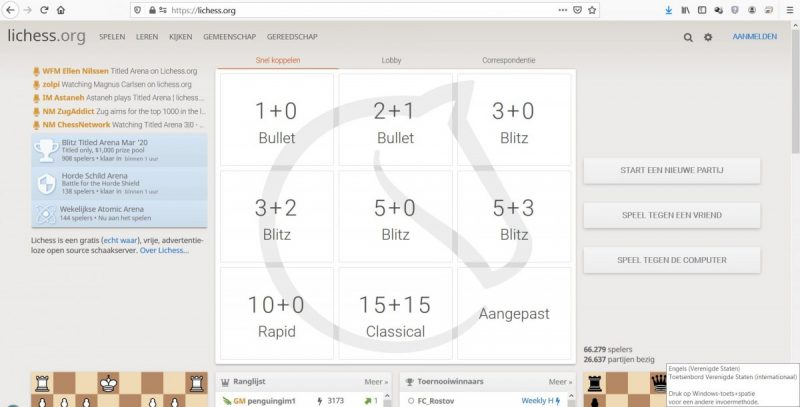 https://lichess.org
lichess.org
SPELEN LEREN KIJKEN GEMEENSCHAP GEREEDSCHAP
AANMELDEN
WFM Ellen Nilssen Titled Arena on Lichess.org
zolpi Watching Magnus Carlsen on lichess.org
IM Astaneh Astaneh plays Titled Arena | lichess...
NM ZugAddict Zug aims for the top 1000 in the l...
NM ChessNetwork Watching Titled Arena 3|0 - ...
Blitz Titled Arena Mar '20
Titled only, $1,000 prize pool
908 spelers • klaar in binnen 1 uur
Horde Schild Arena
Battle for the Horde Shield
138 spelers • klaar in binnen 1 uur
Wekelijkse Atomic Arena
144 spelers • Nu aan het spelen
Lichess is een gratis (echt waar), vrije, advertentie-
loze open source schaakserver. Over Lichess...
Snel koppelen Lobby Correspondentie
1+0
Bullet
2+1
Bullet
3+0
Blitz
3+2
Blitz
5+0
Blitz
5+3
Blitz
10+0
Rapid
15+15
Classical
Aangepast
START EEN NIEUWE PARTIJ
SPEEL TEGEN EEN VRIEND
SPEEL TEGEN DE COMPUTER
66.279 spelers
26.637 partijen bezig
Ranglijst Meer »
GM penguingim1 3173 1
Toernooiwinnaars Meer »
FC_Rostov Weekly H
Engels (Verenigde Staten)
Toetsenbord Verenigde Staten (internationaal)
Druk op Windows-toets+spatie
voor een andere invoermethode.